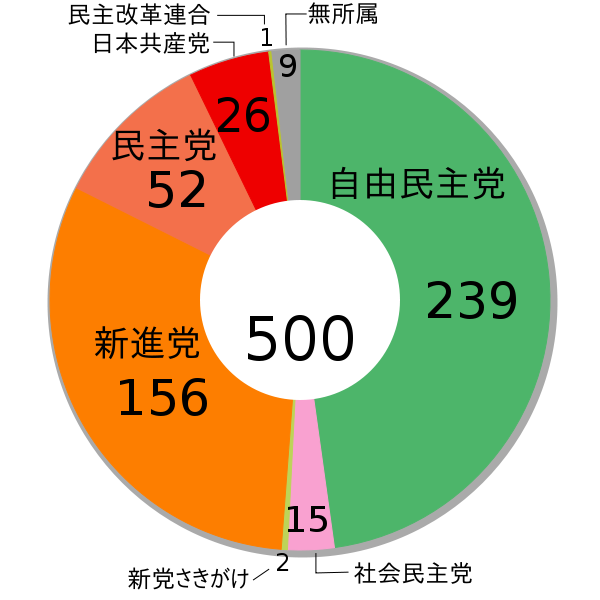 民主改革連合
1
無所属
9
日本共産党
26
民主党
52
自由民主党
239
500
新進党
156
15
2
新党さきがけ
社会民主党